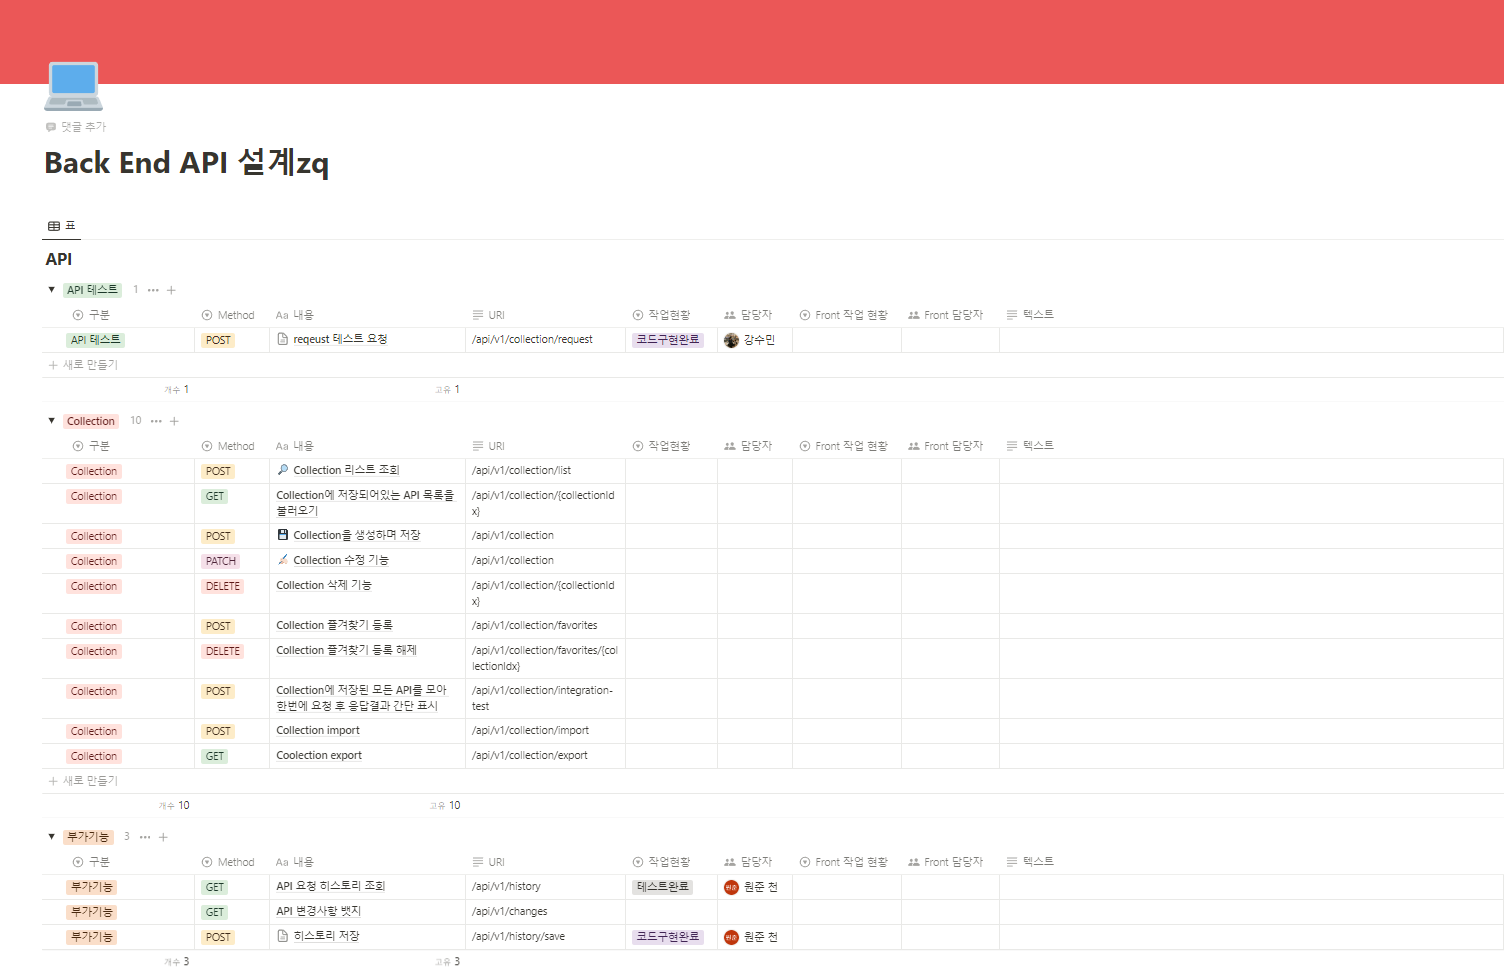 댓글 추가
Back End API 설계zq
표
API
API 테스트 1
구분 Method Aa 내용 URI 작업현황 담당자 Front 작업 현황 Front 담당자 텍스트
API 테스트 POST reqeust 테스트 요청 /api/v1/collection/request 코드구현완료 강수민
새로 만들기
개수 1 고유 1
Collection 10
구분 Method Aa 내용 URI 작업현황 담당자 Front 작업 현황 Front 담당자 텍스트
Collection POST Collection 리스트 조회 /api/v1/collection/list
Collection GET Collection에 저장되어있는 API 목록을 /api/v1/collection/{collectionId
불러오기 x}
Collection POST Collection을 생성하며 저장 /api/v1/collection
Collection PATCH Collection 수정 기능 /api/v1/collection
Collection DELETE Collection 삭제 기능 /api/v1/collection/{collectionId
x}
Collection POST Collection 즐겨찾기 등록 /api/v1/collection/favorites
Collection DELETE Collection 즐겨찾기 등록 해제 /api/v1/collection/favorites/{col
lectionIdx}
Collection POST Collection에 저장된 모든 API를 모아 /api/v1/collection/integration-
한번에 요청 후 응답결과 간단 표시 test
Collection POST Collection import /api/v1/collection/import
Collection GET Coolection export /api/v1/collection/export
새로 만들기
개수 10 고유 10
부가기능 3
구분 Method Aa 내용 URI 작업현황 담당자 Front 작업 현황 Front 담당자 텍스트
부가기능 GET API 요청 히스토리 조회 /api/v1/history 테스트완료 원준 원준 천
부가기능 GET API 변경사항 뱃지 /api/v1/changes
부가기능 POST 히스토리 저장 /api/v1/history/save 코드구현완료 원준 원준 천
개수 3 고유 3